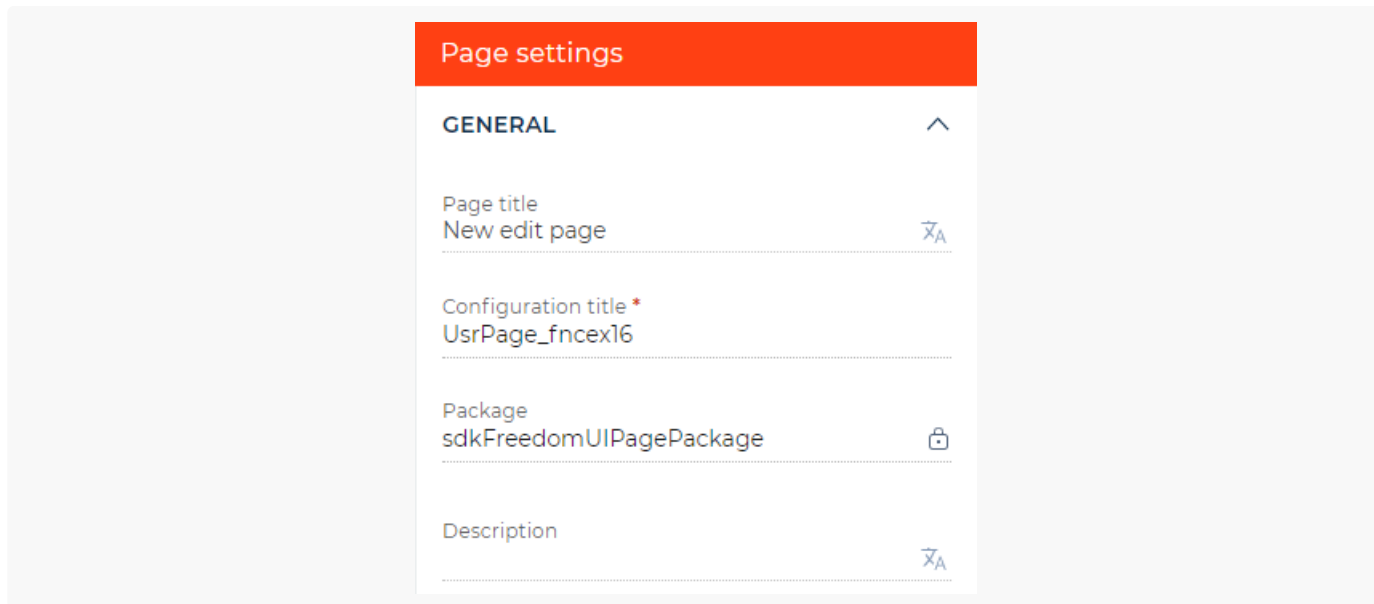 Page settings
GENERAL
Page title
New edit page
Configuration title *
UsrPage_fncex16
Package
sdkFreedomUIPagePackage
Description